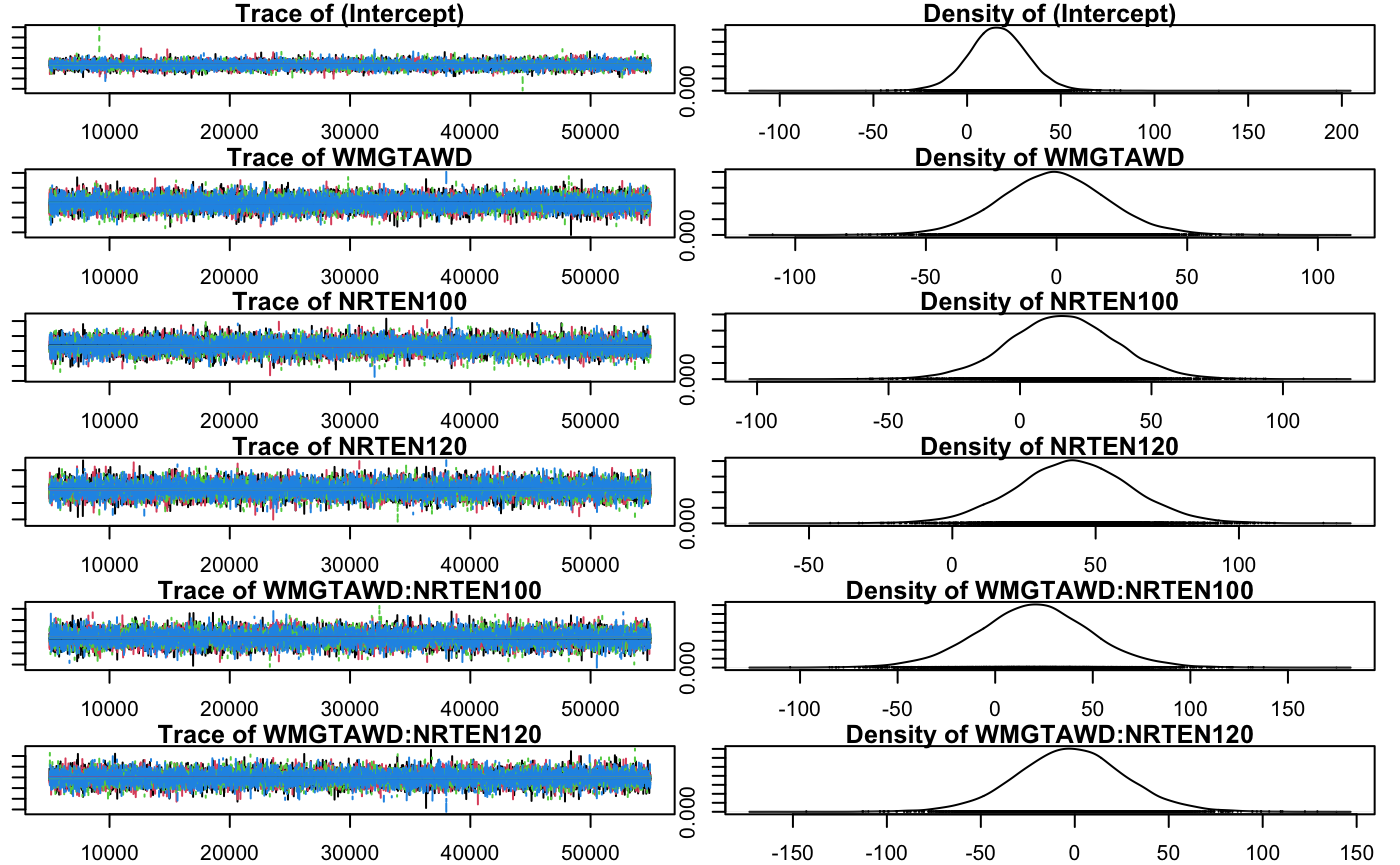 Trace of (Intercept)
Density of (Intercept)
0.000
10000 20000 30000 40000 50000
-100 -50 0 50 100 150 200
Trace of WMGTAWD
Density of WMGTAWD
0.000
10000 20000 30000 40000 50000
-100 -50 0 50 100
Trace of NRTEN100
Density of NRTEN100
0.000
10000 20000 30000 40000 50000
-100 -50 0 50 100
Trace of NRTEN120
Density of NRTEN120
0.000
10000 20000 30000 40000 50000
-50 0 50 100
Trace of WMGTAWD:NRTEN100
Density of WMGTAWD:NRTEN100
0.000
10000 20000 30000 40000 50000
-100 -50 0 50 100 150
Trace of WMGTAWD:NRTEN120
Density of WMGTAWD:NRTEN120
0.000
10000 20000 30000 40000 50000
-150 -100 -50 0 50 100 150